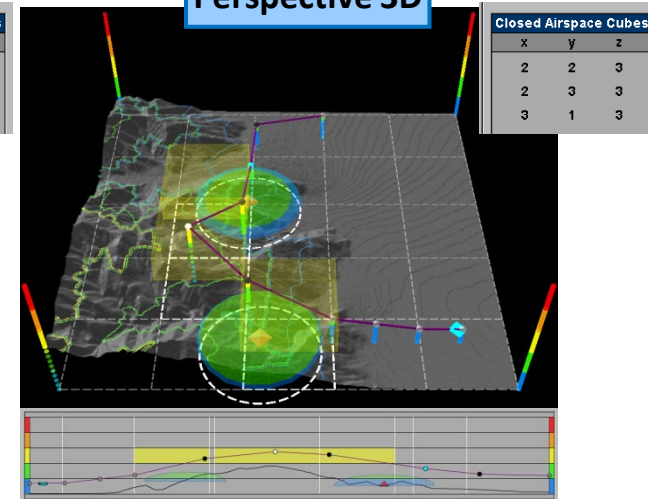 Perspective 3D
s
Closed Airspace Cubes
x y z
2 2 3
2 3 3
3 1 3